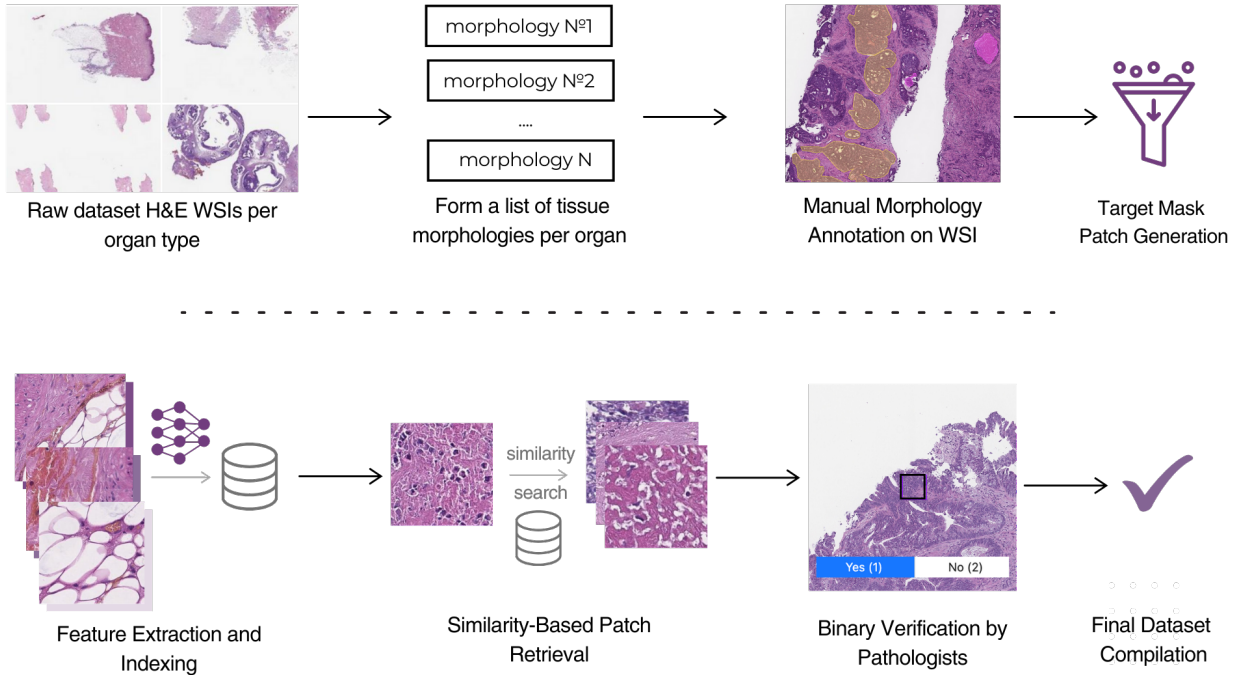 morphology №1
morphology №2
....
morphology N
Raw dataset H&E WSIs per
organ type
Form a list of tissue
morphologies per organ
Manual Morphology
Annotation on WSI
Target Mask
Patch Generation
similarity
search
Yes (1)
No (2)
Feature Extraction and
Indexing
Similarity-Based Patch
Retrieval
Binary Verification by
Pathologists
Final Dataset
Compilation